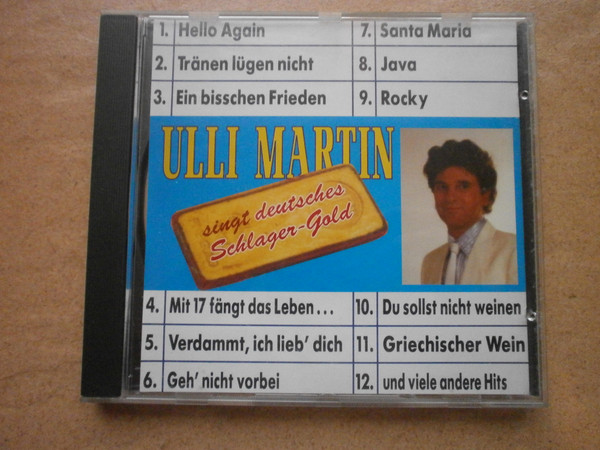 1. Hello Again
2. Tränen lügen nicht
3. Ein bisschen Frieden
7. Santa Maria
8. Java
9. Rocky
ULLI MARTIN
singt deutsches
Schlager-Gold
4. Mit 17 fängt das Leben...
5. Verdammt, ich lieb' dich
6. Geh' nicht vorbei
10. Du sollst nicht weinen
11. Griechischer Wein
12. und viele andere Hits